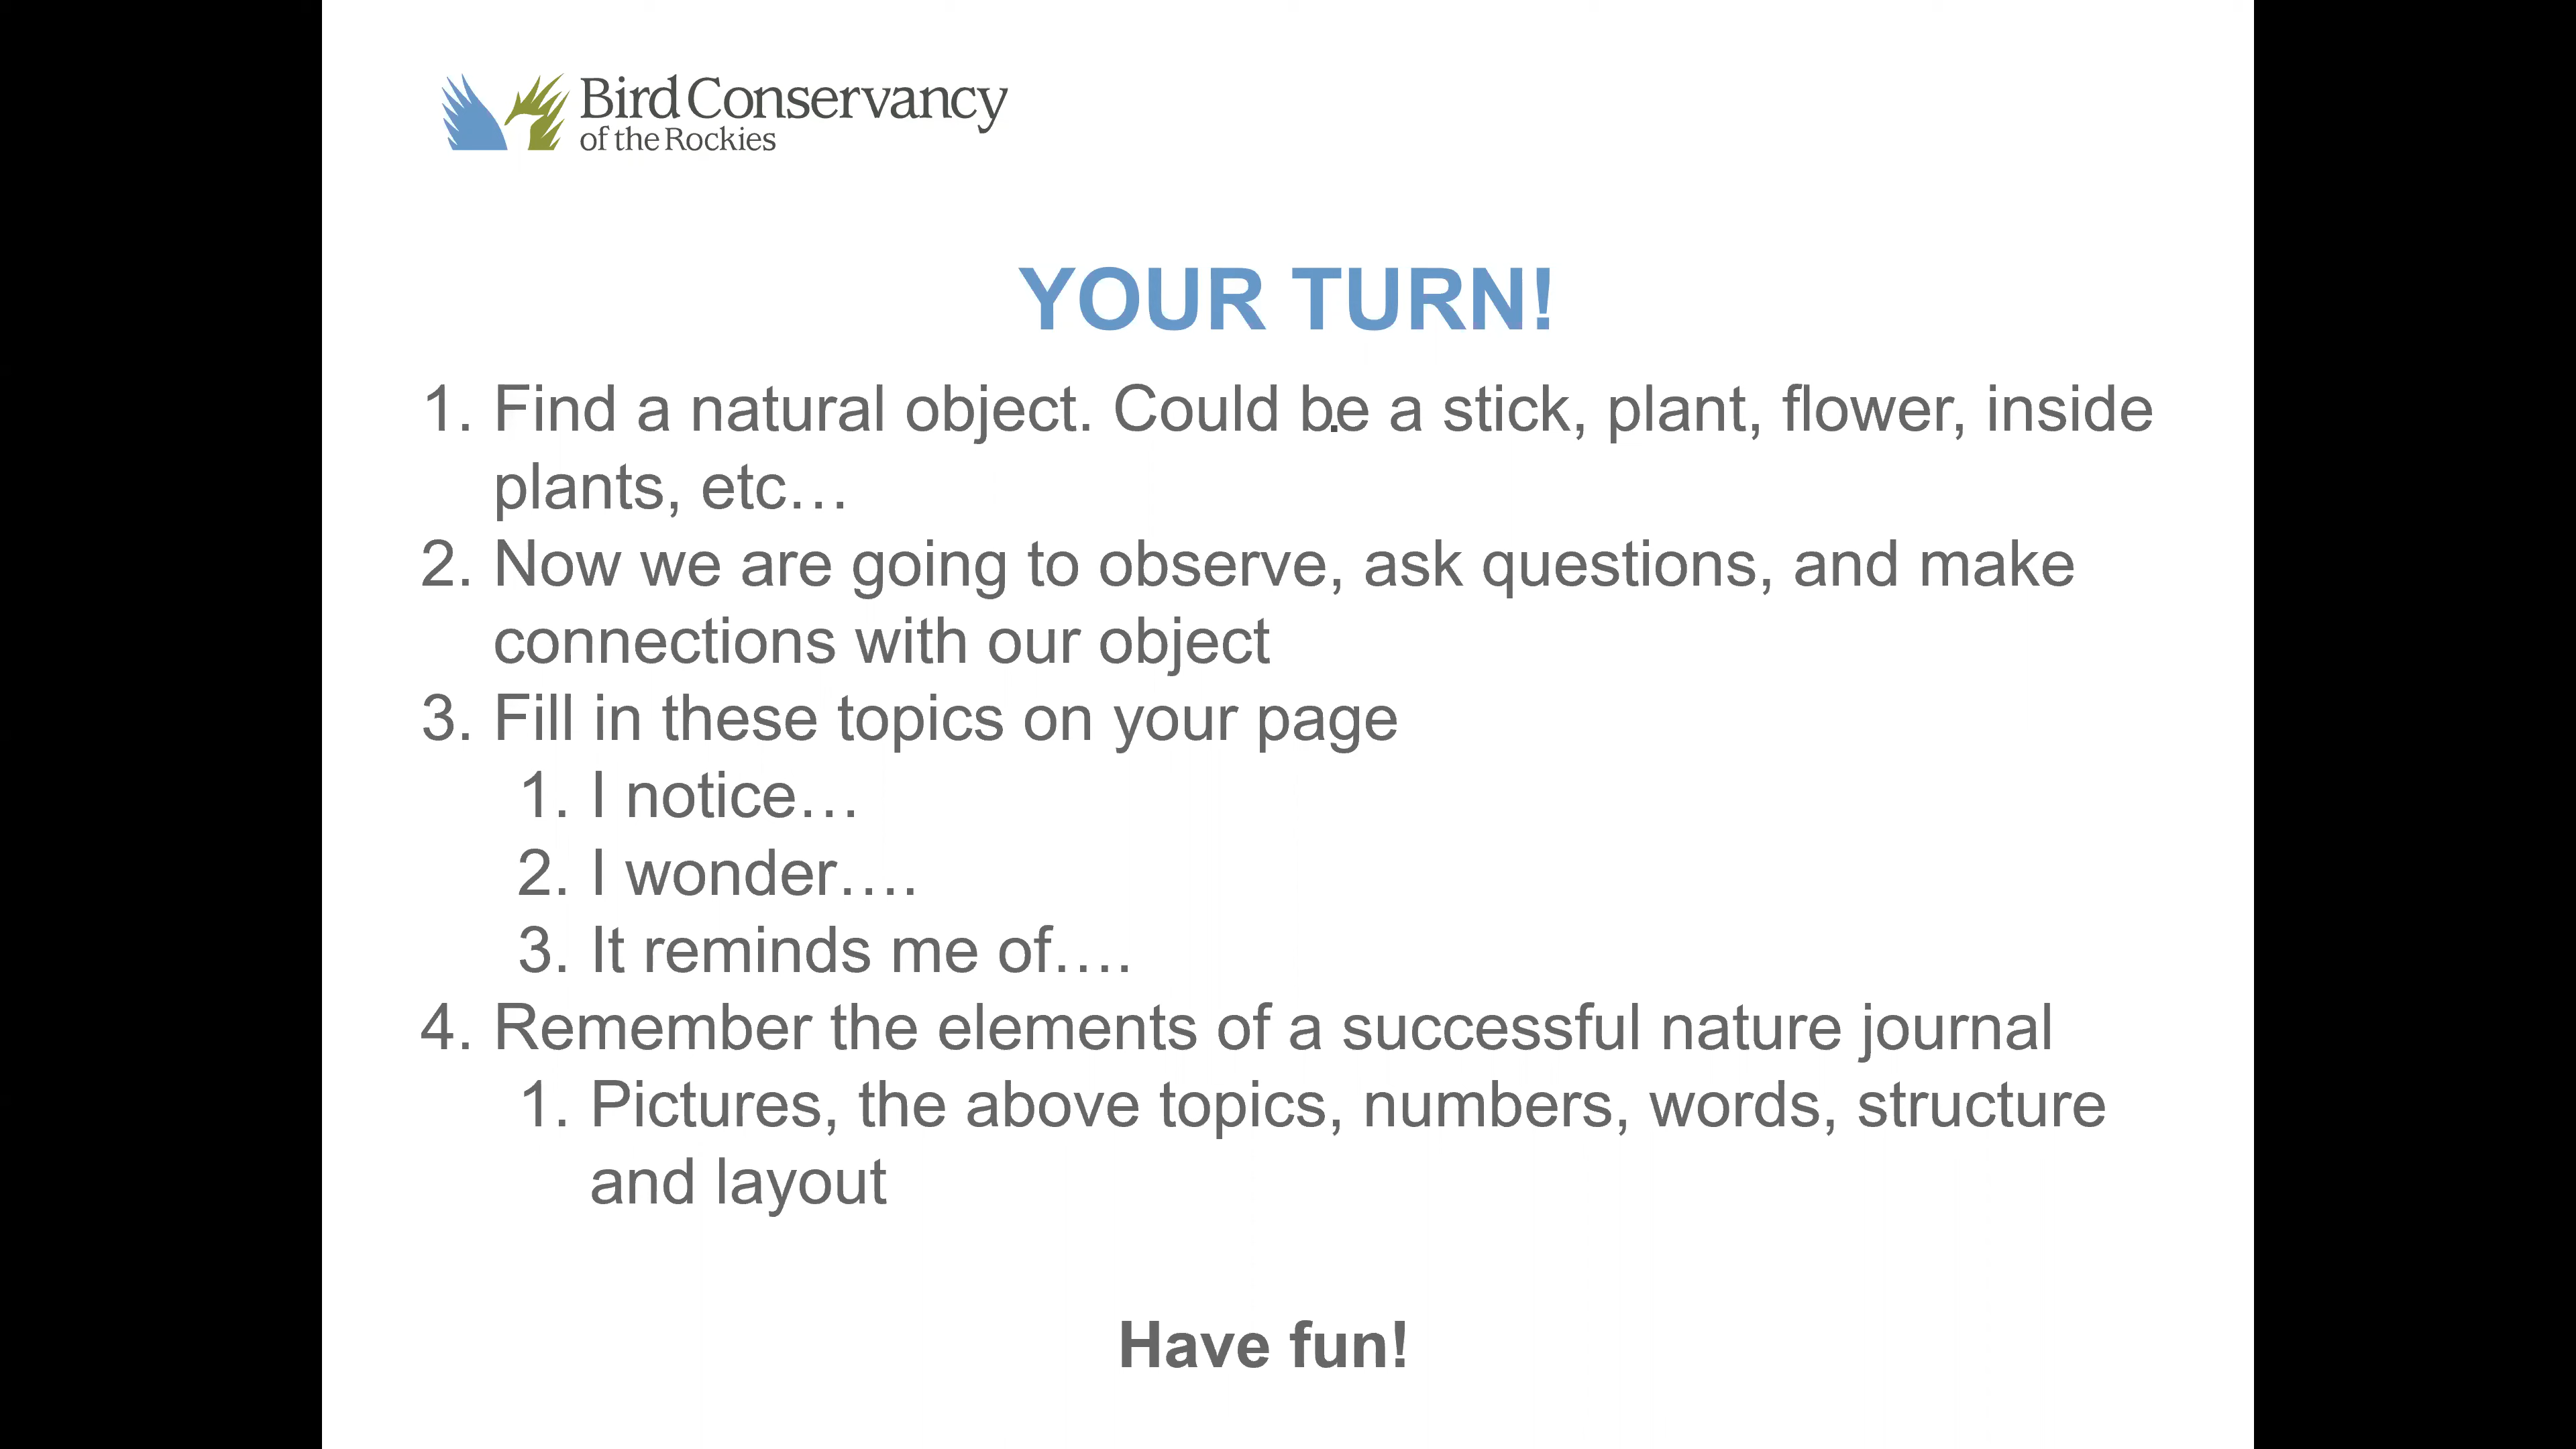 Bird Conservancy
of the Rockies
YOUR TURN!
1. Find a natural object. Could be a stick, plant, flower, inside
plants, etc…
2. Now we are going to observe, ask questions, and make
connections with our object
3. Fill in these topics on your page
1. I notice…
2. I wonder….
3. It reminds me of….
4. Remember the elements of a successful nature journal
1. Pictures, the above topics, numbers, words, structure
and layout
Have fun!